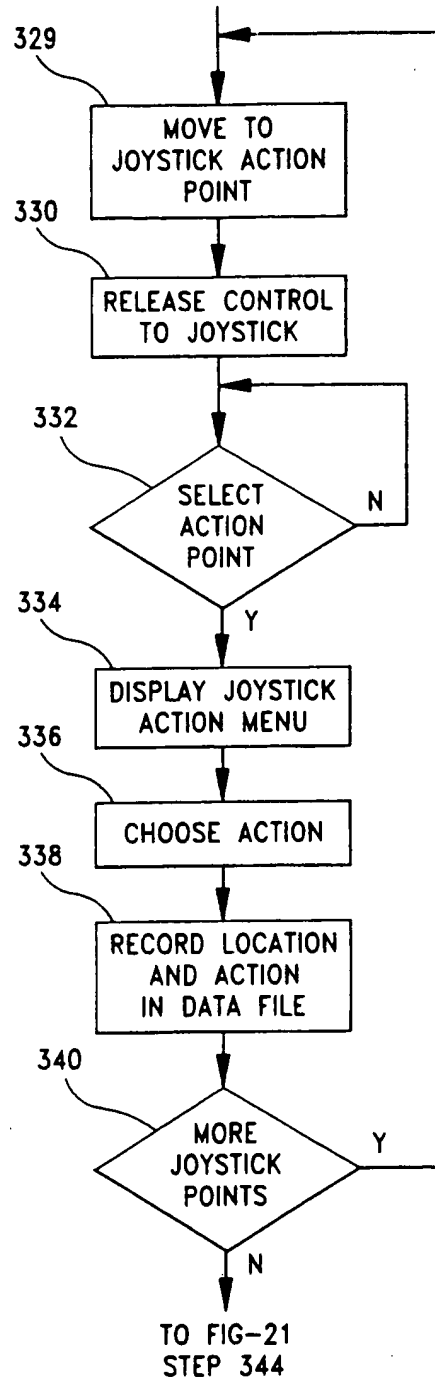 329
MOVE TO
JOYSTICK ACTION
POINT
330
RELEASE CONTROL
TO JOYSTICK
332
SELECT
ACTION
POINT
N
Y
334
DISPLAY JOYSTICK
ACTION MENU
336
CHOOSE ACTION
338
RECORD LOCATION
AND ACTION
IN DATA FILE
340
MORE
JOYSTICK
POINTS
Y
N
TO FIG-21
STEP 344